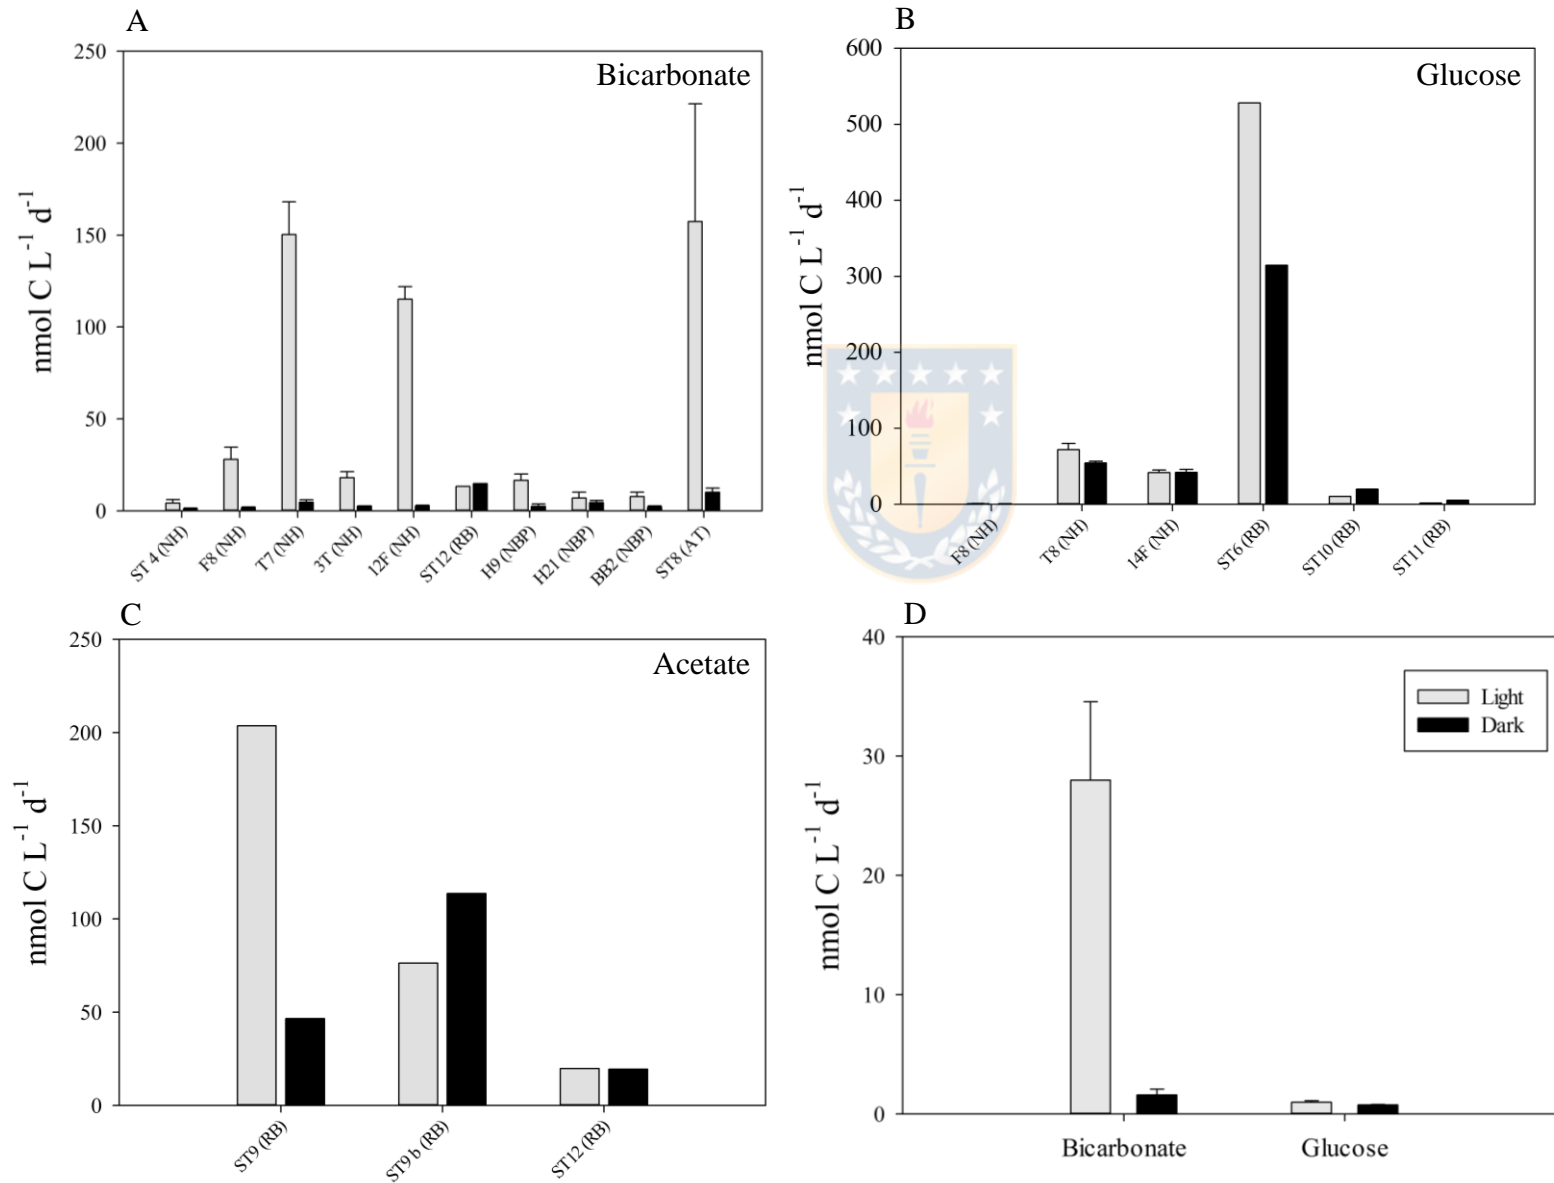 A
Bicarbonate
250
200
150
100
50
0
nmol C L⁻¹ d⁻¹
ST 4 (NH)
F8 (NH)
T7 (NH)
3T (NH)
12F (NH)
ST12 (RB)
H9 (NBP)
H21 (NBP)
BB2 (NBP)
ST8 (AT)
B
Glucose
600
500
400
300
200
100
0
nmol C L⁻¹ d⁻¹
F8 (NH)
T8 (NH)
14F (NH)
ST6 (RB)
ST10 (RB)
ST11 (RB)
C
Acetate
250
200
150
100
50
0
nmol C L⁻¹ d⁻¹
ST9 (RB)
ST9 b (RB)
ST12 (RB)
D
Light
Dark
40
30
20
10
0
nmol C L⁻¹ d⁻¹
Bicarbonate
Glucose